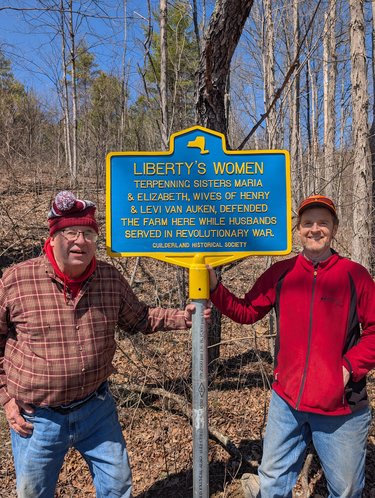 LIBERTY'S WOMEN
TERPENNING SISTERS MARIA
& ELIZABETH, WIVES OF HENRY
& LEVI VAN AUKEN, DEFENDED
THE FARM HERE WHILE HUSBANDS
SERVED IN REVOLUTIONARY WAR.
GUILDERLAND HISTORICAL SOCIETY